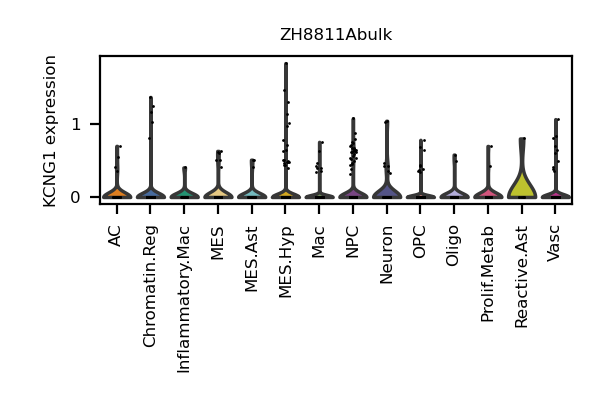 ZH8811Abulk
KCNG1 expression
1
0
AC
Chromatin.Reg
Inflammatory.Mac
MES
MES.Ast
MES.Hyp
Mac
NPC
Neuron
OPC
Oligo
Prolif.Metab
Reactive.Ast
Vasc